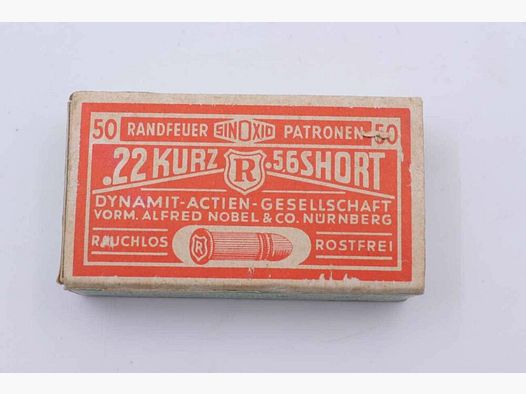 50 RANDFEUER SINOXID PATRONEN 50
.22 KURZ R .56 SHORT
DYNAMIT-ACTIEN-GESELLSCHAFT
VORM. ALFRED NOBEL & CO. NÜRNBERG
RAUCHLOS R ROSTFREI